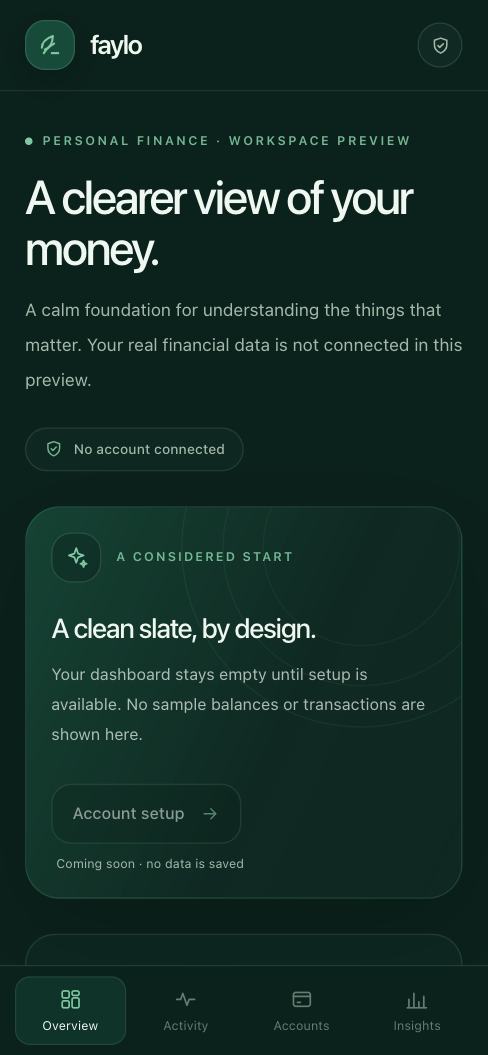 faylo
PERSONAL FINANCE · WORKSPACE PREVIEW
A clearer view of your
money.
A calm foundation for understanding the things that
matter. Your real financial data is not connected in this
preview.
No account connected
A CONSIDERED START
A clean slate, by design.
Your dashboard stays empty until setup is
available. No sample balances or transactions are
shown here.
Account setup →
Coming soon · no data is saved
Overview
Activity
Accounts
Insights